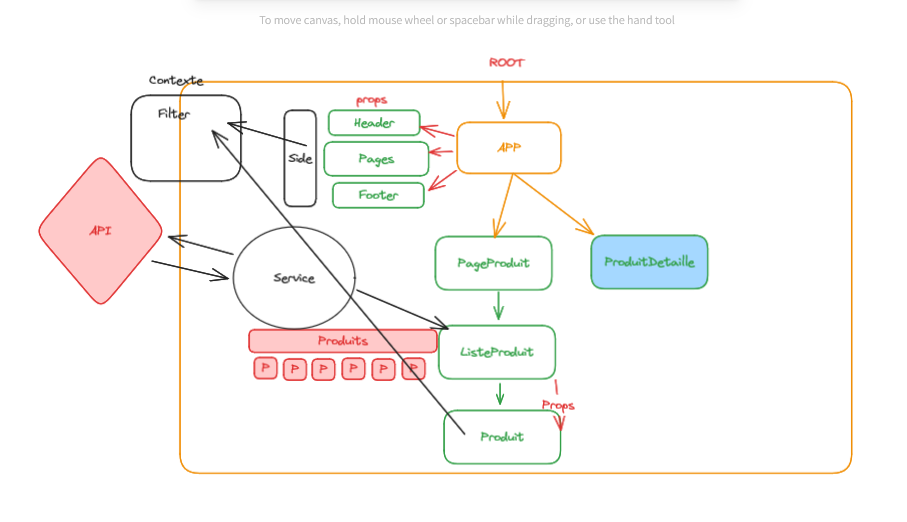 To move canvas, hold mouse wheel or spacebar while dragging, or use the hand tool
ROOT
Contexte
Filter
props
Header
Side
Pages
Footer
APP
API
Service
PageProduit
ProduitDetaille
Produits
P P P P P P
ListeProduit
Props
Produit